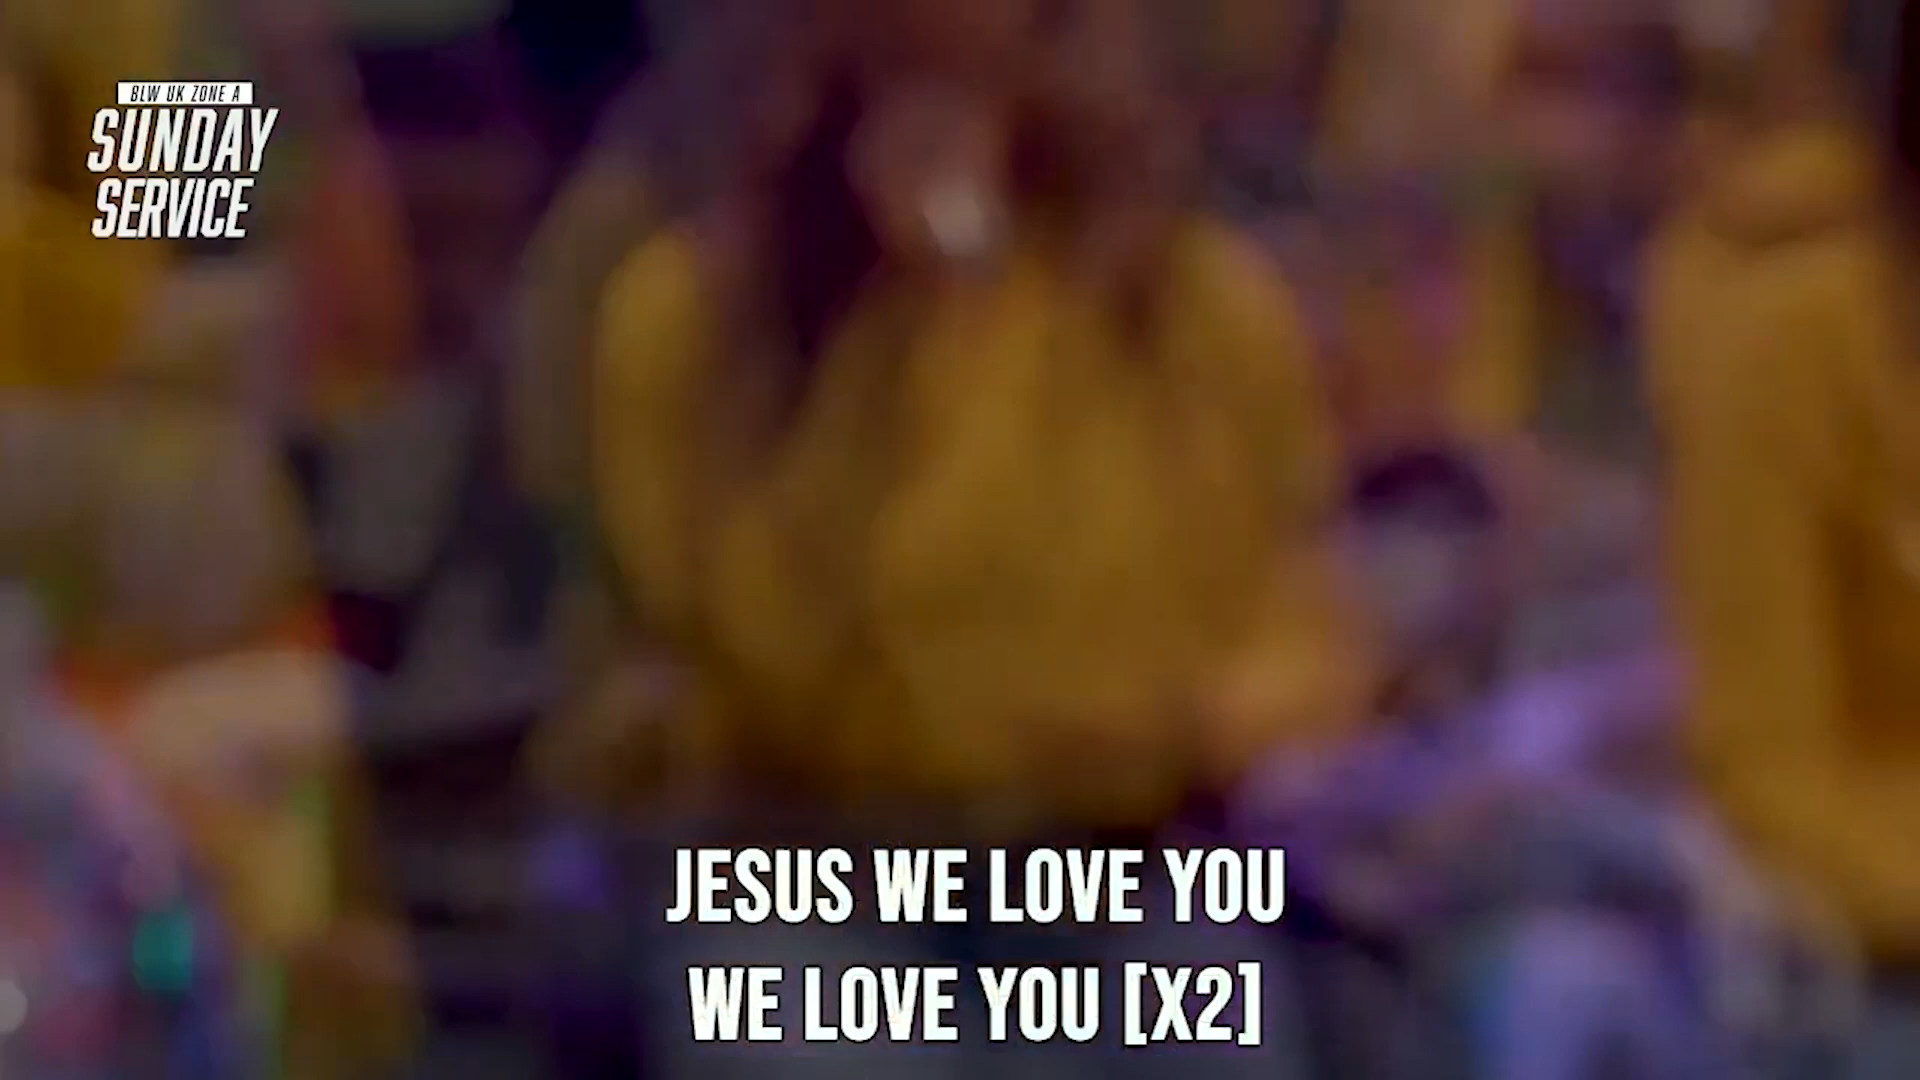 BLW UK ZONE A
SUNDAY
SERVICE
JESUS WE LOVE YOU
WE LOVE YOU [X2]